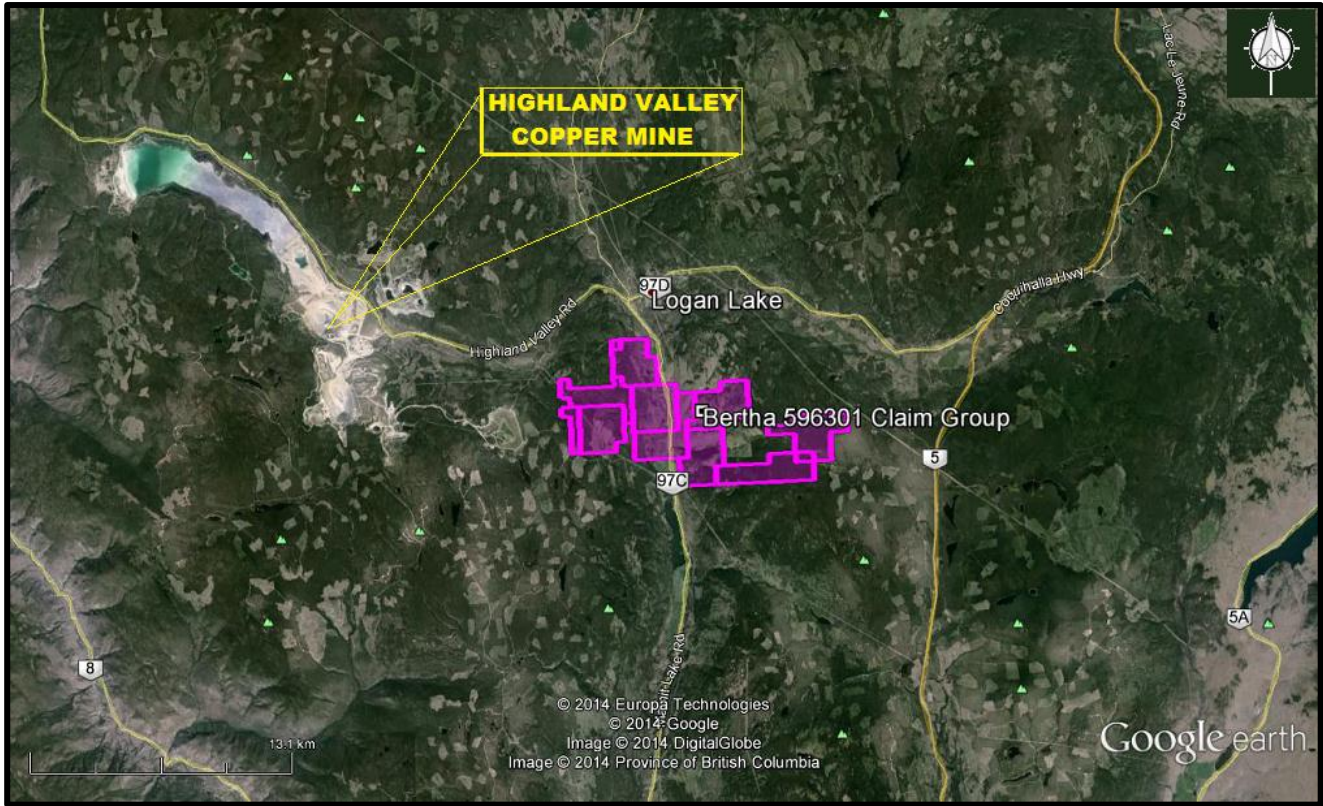 Lac Le Jeune Rd
HIGHLAND VALLEY
COPPER MINE
Coquihalla Hwy
97D
Logan Lake
Highland Valley Rd
Bertha 596301 Claim Group
5
97C
5A
8
Lake Rd
© 2014 Europa Technologies
© 2014 Google
Image © 2014 DigitalGlobe
Image © 2014 Province of British Columbia
13.1 km
Google earth